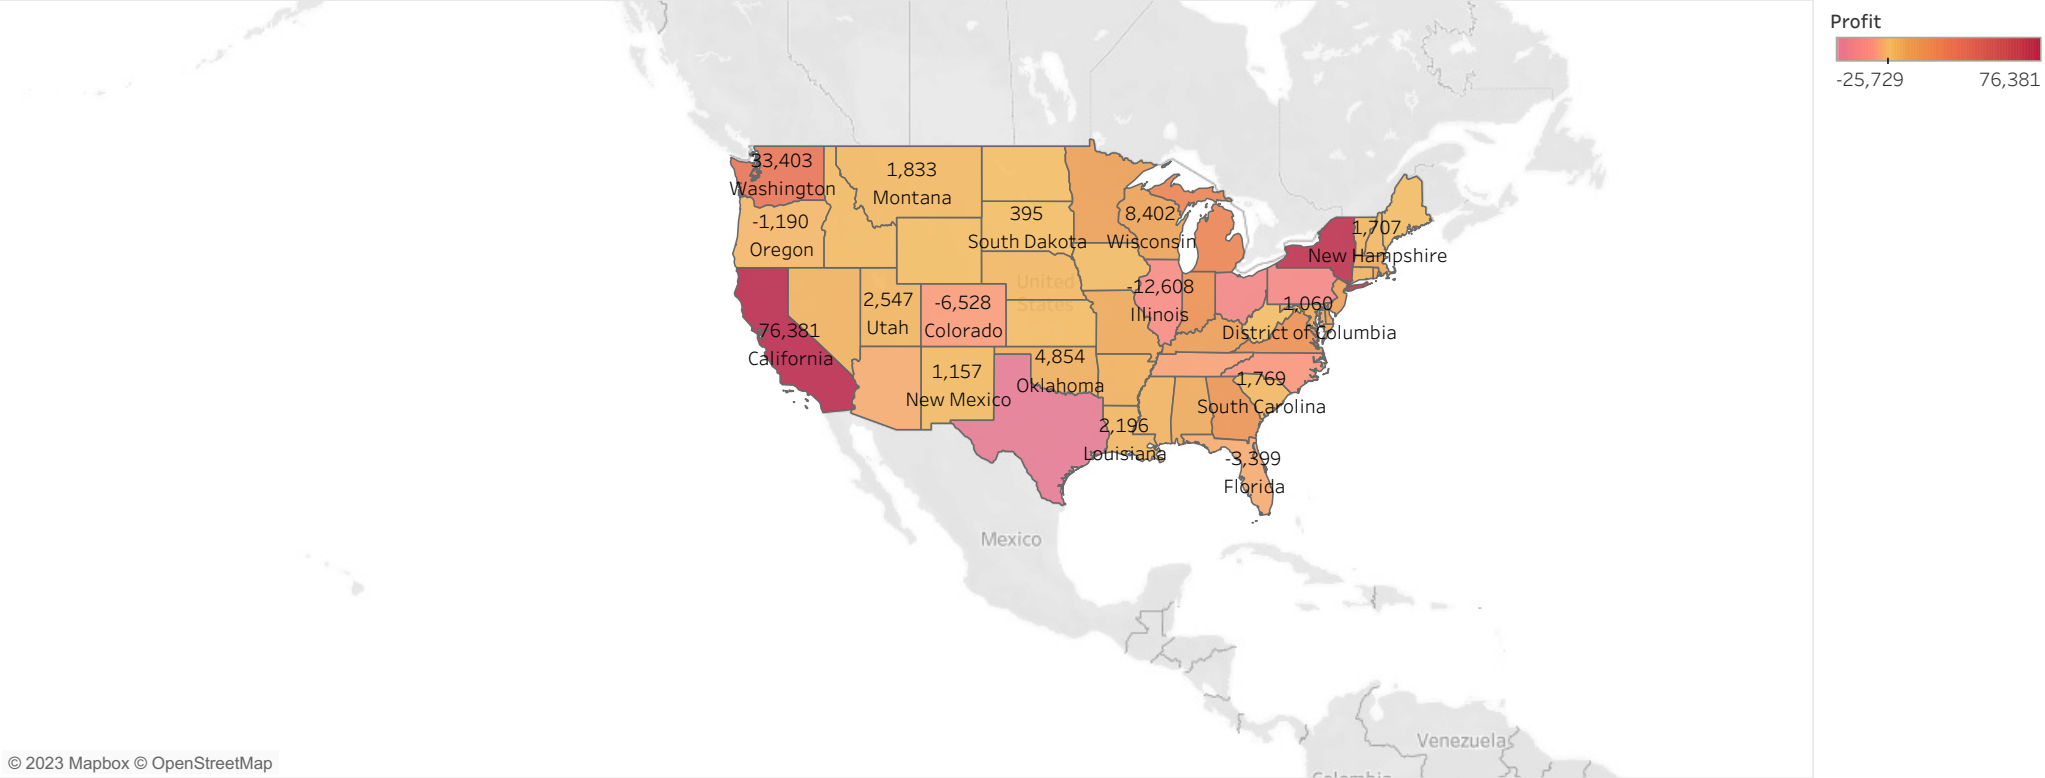 Profit
-25,729 76,381
33,403
Washington
1,833
Montana
-1,190
Oregon
395
South Dakota
8,402
Wisconsin
1,707
New Hampshire
United
States
76,381
California
2,547
Utah
-6,528
Colorado
-12,608
Illinois
1,060
District of Columbia
1,157
New Mexico
4,854
Oklahoma
1,769
South Carolina
2,196
Louisiana
-3,399
Florida
Mexico
Venezuela
Colombia
© 2023 Mapbox © OpenStreetMap